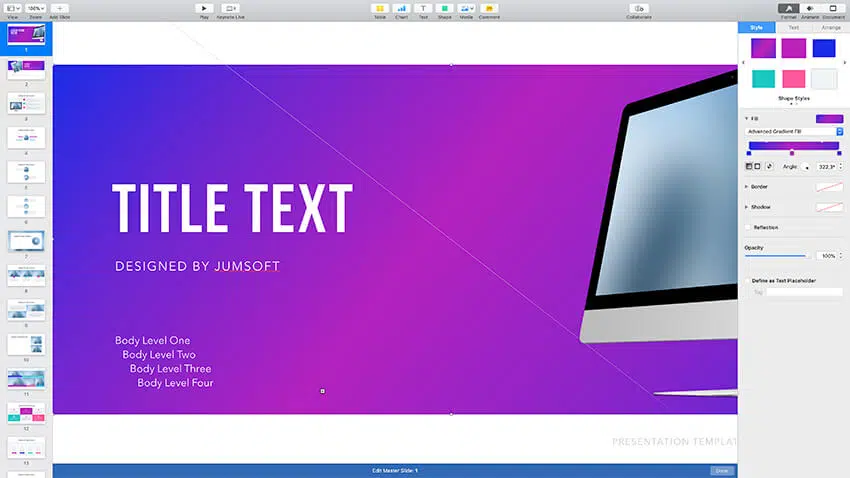 100%
View Zoom Add Slide
Play Keynote Live
Table Chart Text Shape Media Comment
Collaborate
Format Animate Document
Style Text Arrange
Shape Styles
Fill
Advanced Gradient Fill
Angle: 322,3°
Border
Shadow
Reflection
Opacity
100%
Define as Text Placeholder
Tag
1
2
3
4
5
6
7
8
9
10
11
12
13
TITLE TEXT
DESIGNED BY JUMSOFT
Body Level One
Body Level Two
Body Level Three
Body Level Four
PRESENTATION TEMPLAT
Edit Master Slide: 1
Done